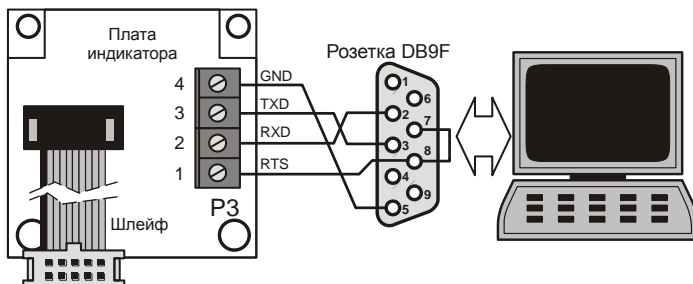 Плата
индикатора
Розетка DB9F
4 GND
3 TXD
2 RXD
1 RTS
P3
Шлейф
1
6
2
7
3
8
4
9
5